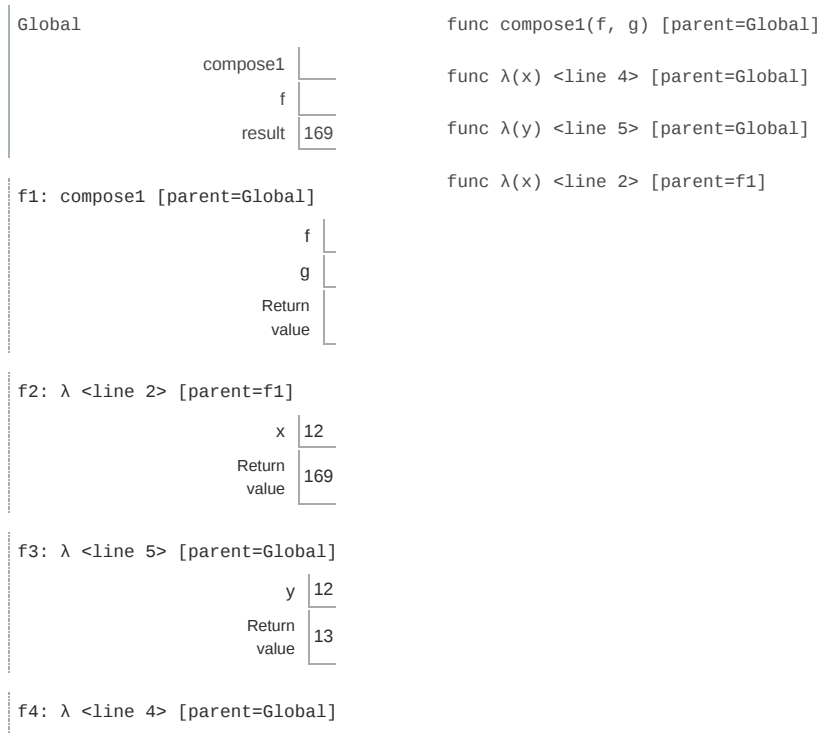 Global
compose1
f
result 169
f1: compose1 [parent=Global]
f
g
Return
value
f2: λ <line 2> [parent=f1]
x 12
Return
value 169
f3: λ <line 5> [parent=Global]
y 12
Return
value 13
f4: λ <line 4> [parent=Global]
func compose1(f, g) [parent=Global]
func λ(x) <line 4> [parent=Global]
func λ(y) <line 5> [parent=Global]
func λ(x) <line 2> [parent=f1]